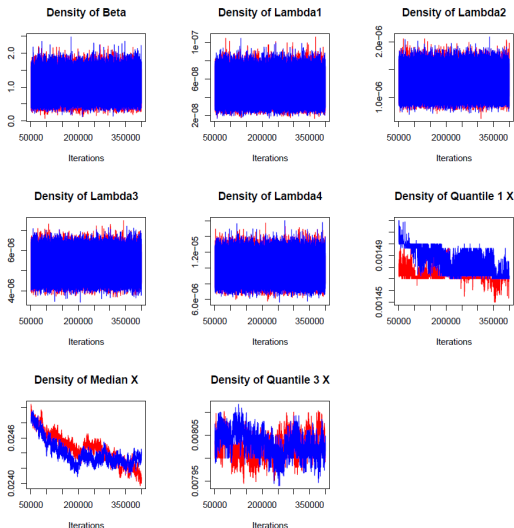 Density of Beta
0.0 1.0 2.0
50000 200000 350000
Iterations
Density of Lambda1
2e-08 6e-08 1e-07
50000 200000 350000
Iterations
Density of Lambda2
1.0e-06 2.0e-06
50000 200000 350000
Iterations
Density of Lambda3
4e-06 6e-06
50000 200000 350000
Iterations
Density of Lambda4
6.0e-06 1.2e-05
50000 200000 350000
Iterations
Density of Quantile 1 X
0.00145 0.00149
50000 200000 350000
Iterations
Density of Median X
0.0240 0.0246
50000 200000 350000
Iterations
Density of Quantile 3 X
0.00795 0.00805
50000 200000 350000
Iterations